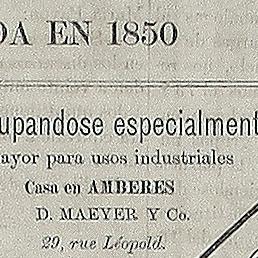 DA EN 1850
upandose especialment
ayor para usos industriales
Casa en AMBERES
D. MAEYER Y Co.
29, rue Léopold.